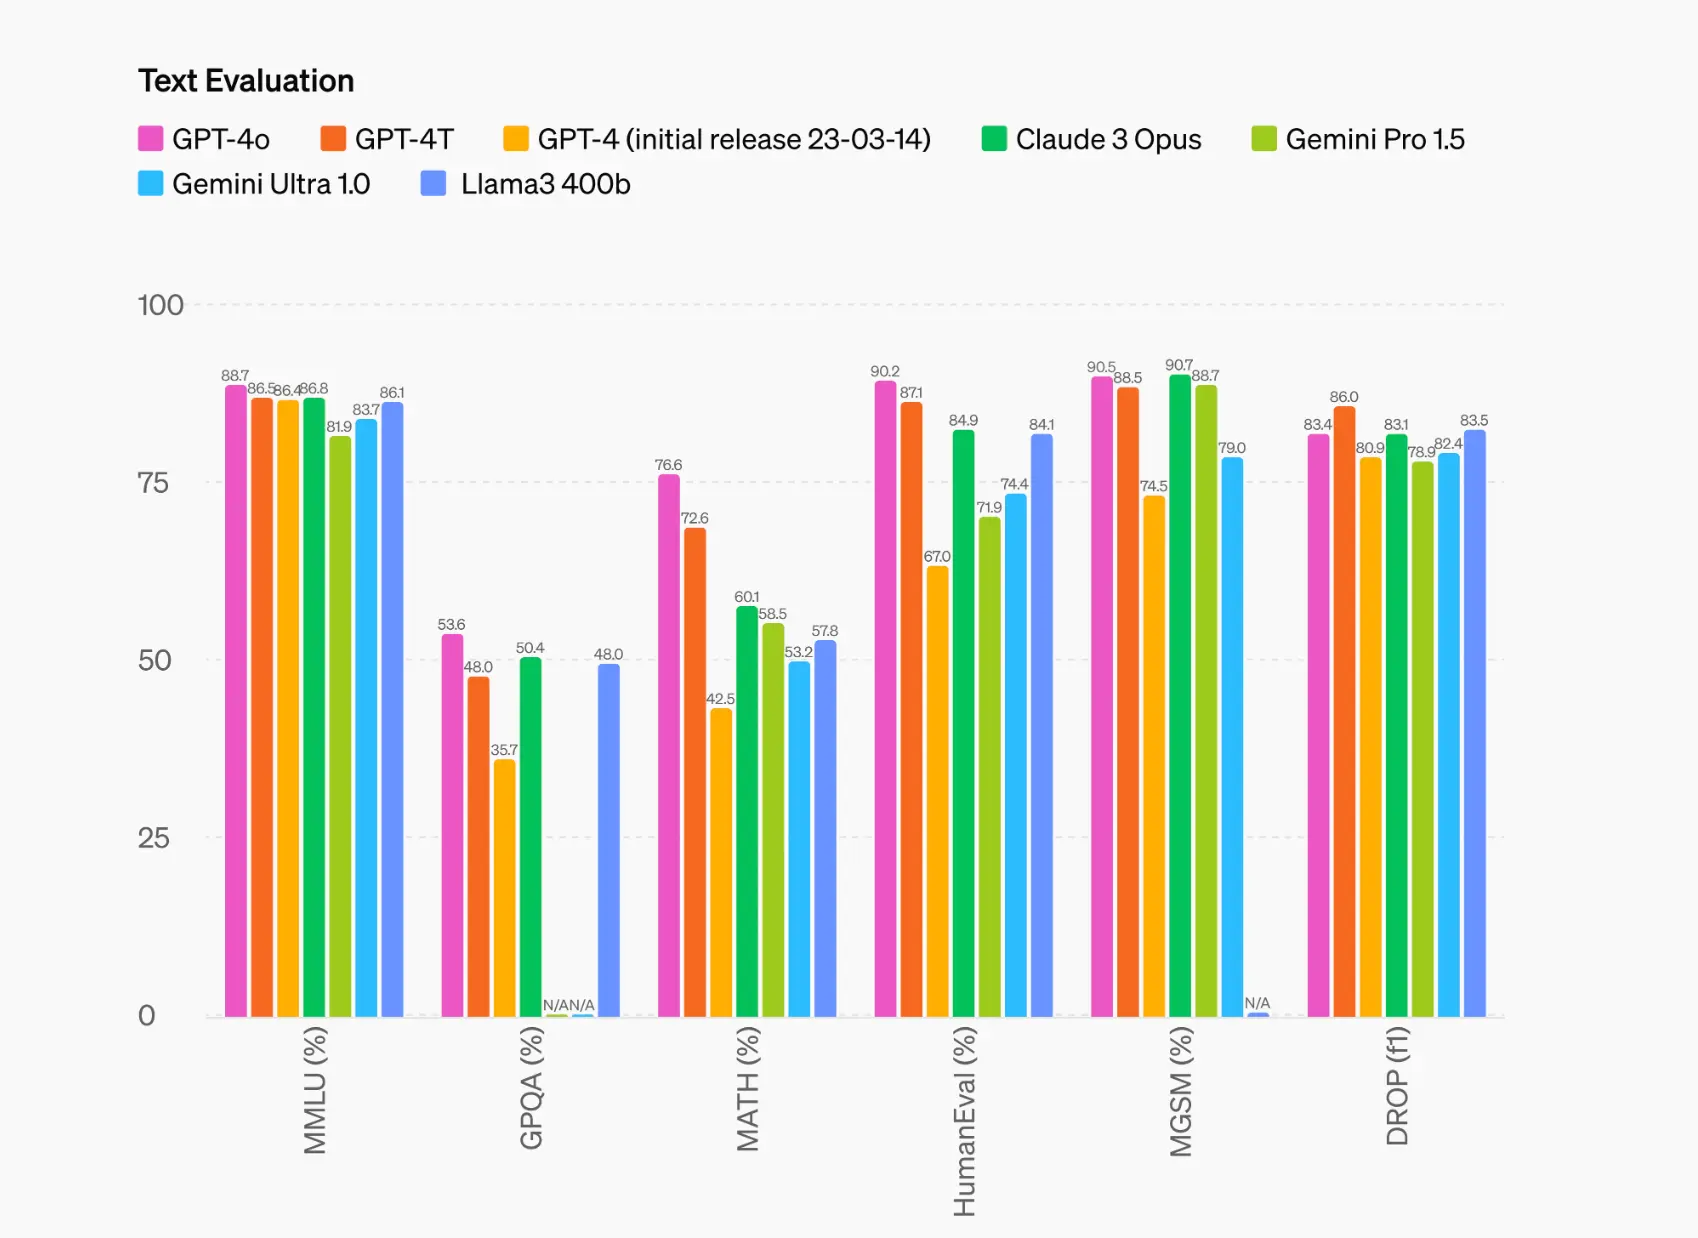 Text Evaluation
GPT-4o GPT-4T GPT-4 (initial release 23-03-14) Claude 3 Opus Gemini Pro 1.5
Gemini Ultra 1.0 Llama3 400b
100
75
50
25
0
88.7 86.5 86.4 86.8 81.9 83.7 86.1
53.6 48.0 35.7 50.4 N/A N/A 48.0
76.6 72.6 42.5 60.1 58.5 53.2 57.8
90.2 87.1 67.0 84.9 71.9 74.4 84.1
90.5 88.5 74.5 90.7 88.7 79.0 N/A
83.4 86.0 80.9 83.1 78.9 82.4 83.5
MMLU (%)
GPQA (%)
MATH (%)
HumanEval (%)
MGSM (%)
DROP (f1)